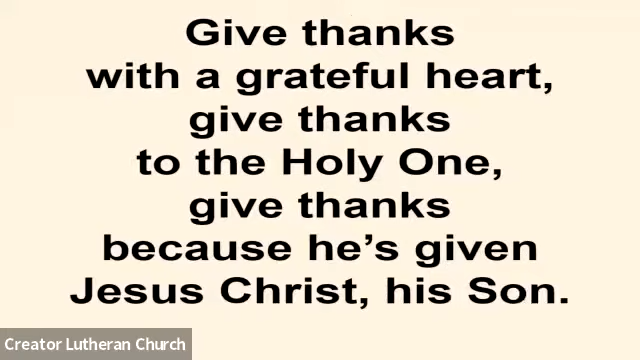 Give thanks
with a grateful heart,
give thanks
to the Holy One,
give thanks
because he’s given
Jesus Christ, his Son.
Creator Lutheran Church